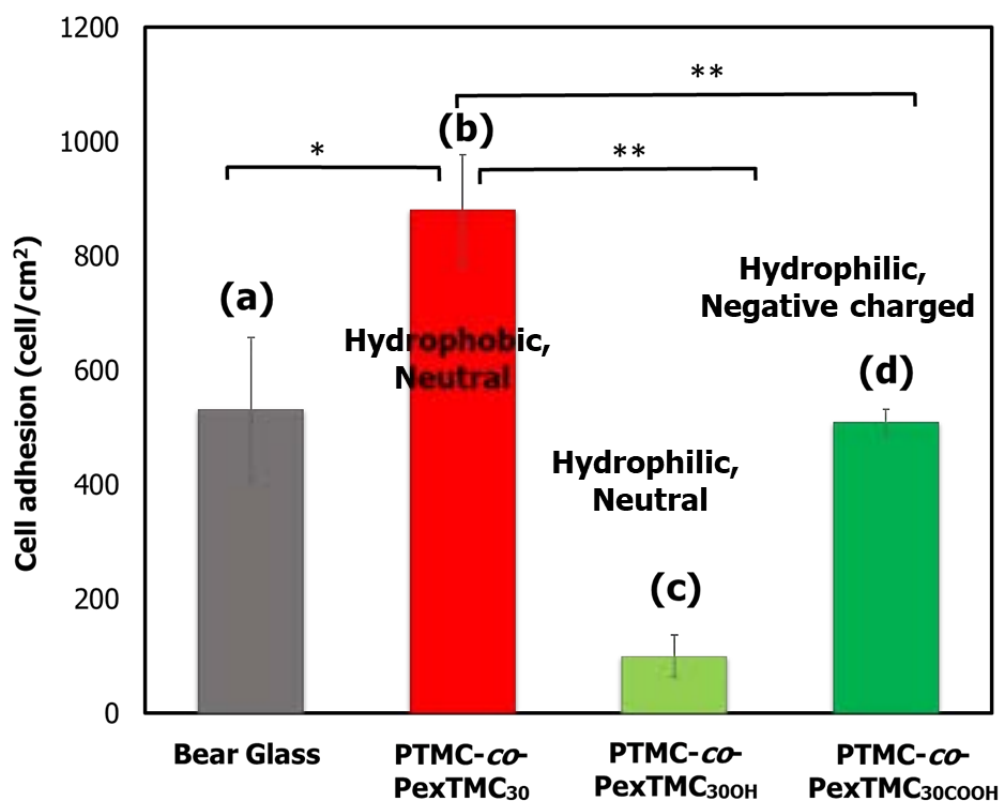 1200
1000
800
600
400
200
0
Cell adhesion (cell/cm²)
*
**
**
(a)
(b)
(c)
(d)
Hydrophobic,
Neutral
Hydrophilic,
Neutral
Hydrophilic,
Negative charged
Bear Glass
PTMC-co-
PexTMC₃₀
PTMC-co-
PexTMC₃₀OH
PTMC-co-
PexTMC₃₀COOH